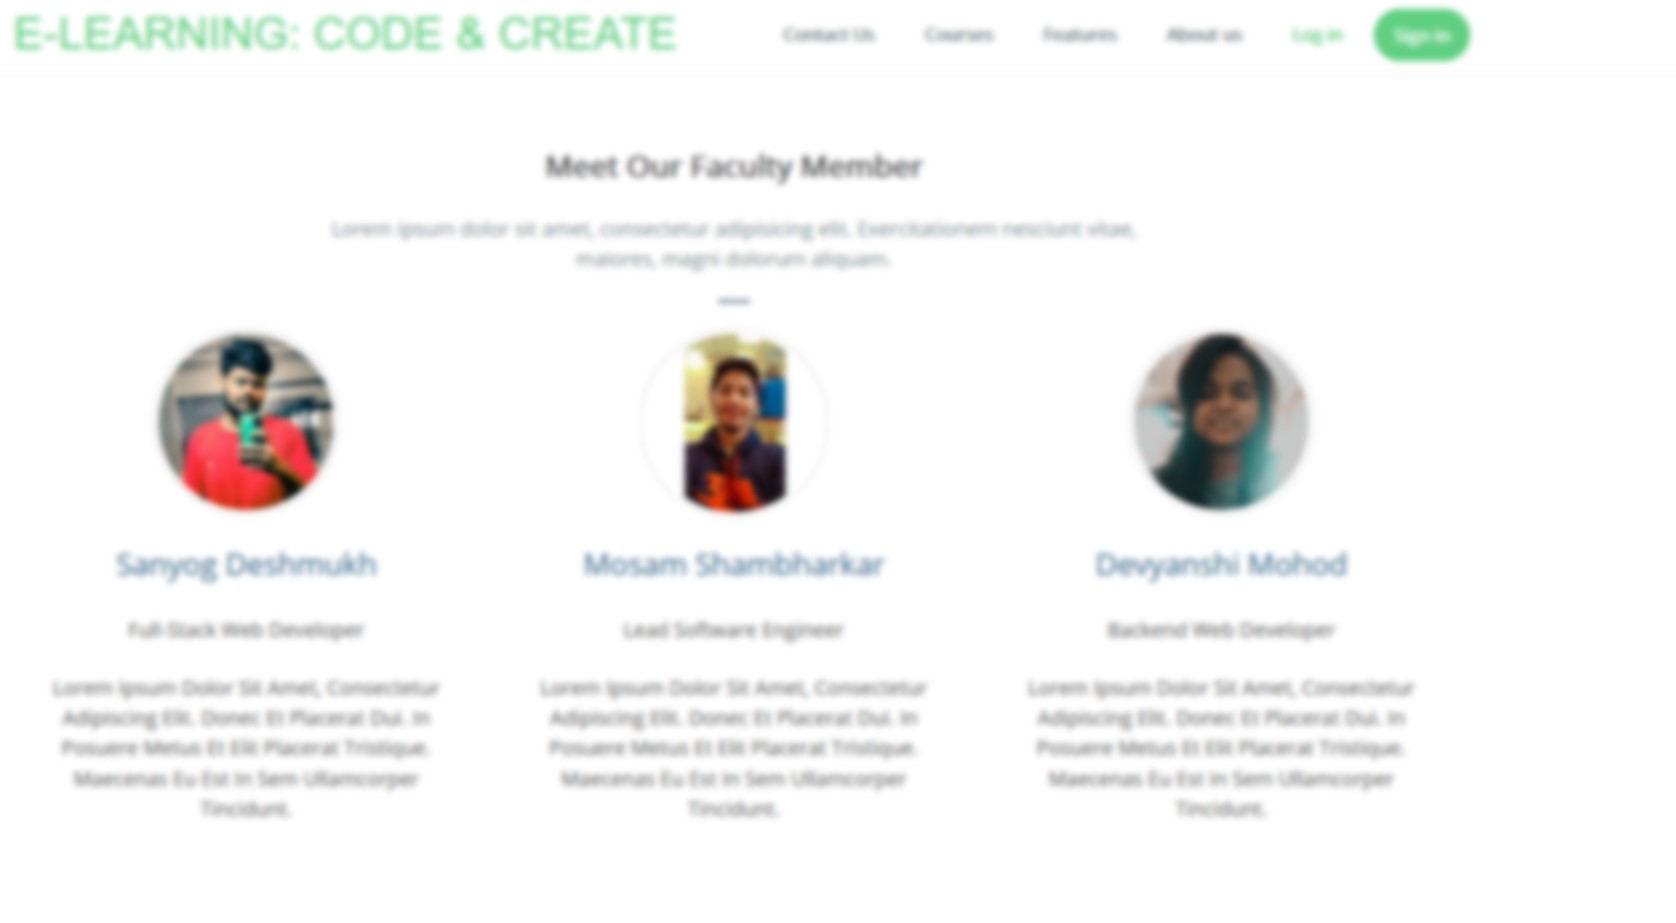 E-LEARNING: CODE & CREATE
Contact Us Courses Features About us Log in Sign in
Meet Our Faculty Member
Lorem ipsum dolor sit amet, consectetur adipisicing elit. Exercitationem nesciunt vitae,
maiores, magni dolorum aliquam.
Sanyog Deshmukh
Mosam Shambharkar
Devyanshi Mohod
Full-Stack Web Developer
Lead Software Engineer
Backend Web Developer
Lorem Ipsum Dolor Sit Amet, Consectetur
Adipiscing Elit. Donec Et Placerat Dui. In
Posuere Metus Et Elit Placerat Tristique.
Maecenas Eu Est In Sem Ullamcorper
Tincidunt.
Lorem Ipsum Dolor Sit Amet, Consectetur
Adipiscing Elit. Donec Et Placerat Dui. In
Posuere Metus Et Elit Placerat Tristique.
Maecenas Eu Est In Sem Ullamcorper
Tincidunt.
Lorem Ipsum Dolor Sit Amet, Consectetur
Adipiscing Elit. Donec Et Placerat Dui. In
Posuere Metus Et Elit Placerat Tristique.
Maecenas Eu Est In Sem Ullamcorper
Tincidunt.